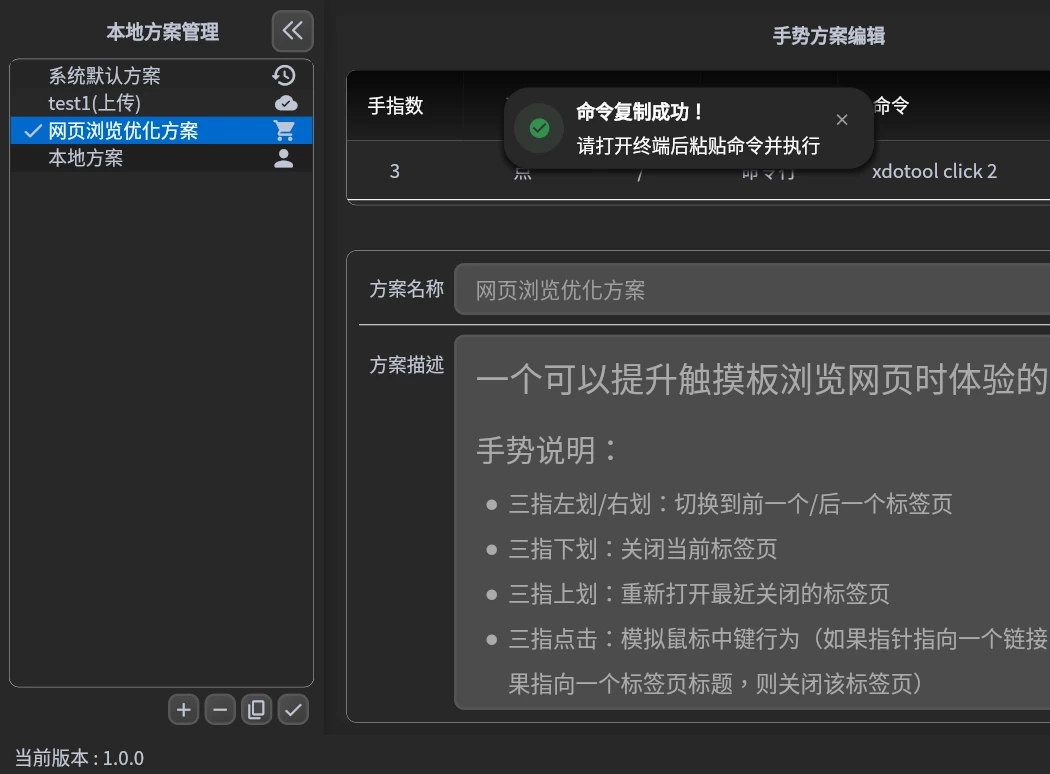 本地方案管理
系统默认方案
test1(上传)
网页浏览优化方案
本地方案
当前版本 : 1.0.0
手势方案编辑
手指数
命令
命令复制成功！
请打开终端后粘贴命令并执行
3
点
/
命令行
xdotool click 2
方案名称
网页浏览优化方案
方案描述
一个可以提升触摸板浏览网页时体验的
手势说明：
三指左划/右划：切换到前一个/后一个标签页
三指下划：关闭当前标签页
三指上划：重新打开最近关闭的标签页
三指点击：模拟鼠标中键行为（如果指针指向一个链接
果指向一个标签页标题，则关闭该标签页）